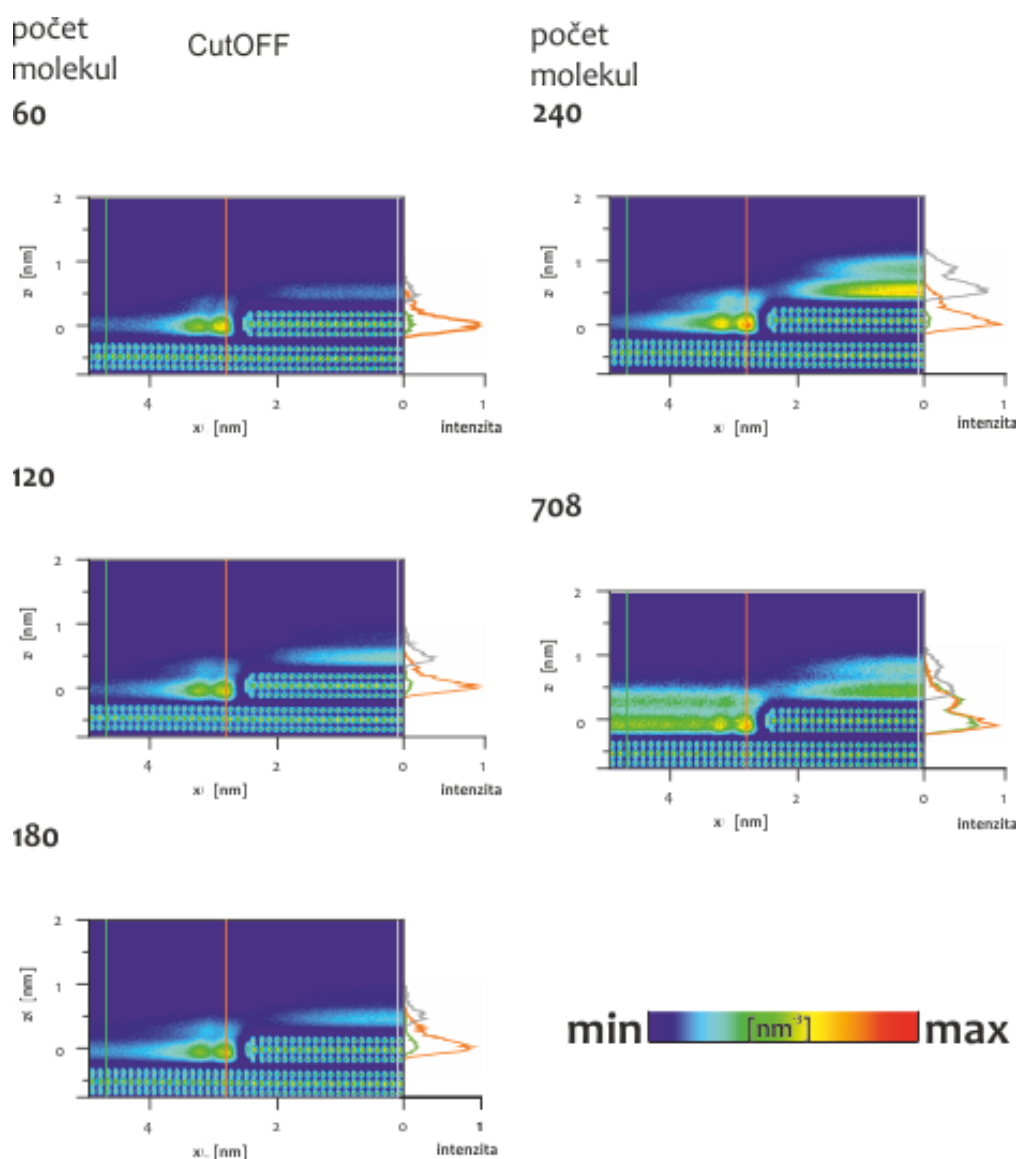 počet
molekul
CutOFF
60
2
1
0
z [nm]
4
2
0
1
x [nm]
intenzita
120
2
1
0
z [nm]
4
2
0
1
x [nm]
intenzita
180
2
1
0
z [nm]
4
2
0
1
x [nm]
intenzita
počet
molekul
240
2
1
0
z [nm]
4
2
0
1
x [nm]
intenzita
708
2
1
0
z [nm]
4
2
0
1
x [nm]
intenzita
min [nm⁻³] max